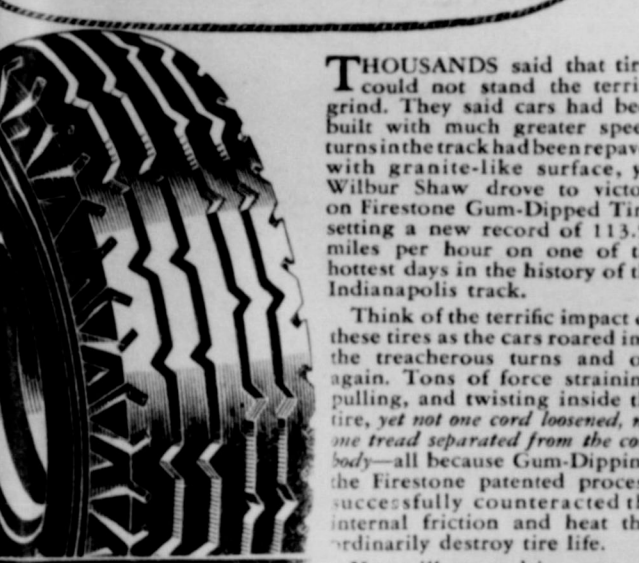 THOUSANDS said that tir
could not stand the terri
grind. They said cars had be
built with much greater spee
turns in the track had been repav
with granite-like surface, y
Wilbur Shaw drove to victo
on Firestone Gum-Dipped Tir
setting a new record of 113.
miles per hour on one of t
hottest days in the history of t
Indianapolis track.
Think of the terrific impact
these tires as the cars roared in
the treacherous turns and o
again. Tons of force strainin
pulling, and twisting inside t
tire, yet not one cord loosened, n
one tread separated from the co
body—all because Gum-Dippin
the Firestone patented proces
successfully counteracted t
internal friction and heat th
ordinarily destroy tire life.